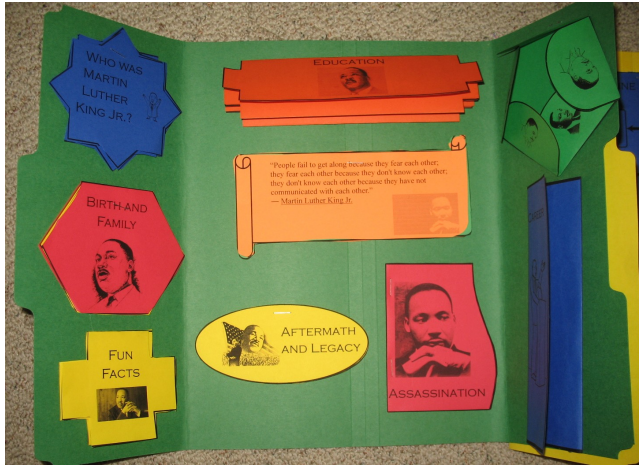 WHO WAS
MARTIN
LUTHER
KING JR.?
BIRTH AND
FAMILY
FUN
FACTS
EDUCATION
"People fail to get along because they fear each other;
they fear each other because they don't know each other;
they don't know each other because they have not
communicated with each other."
— Martin Luther King Jr.
AFTERMATH
AND LEGACY
ASSASSINATION